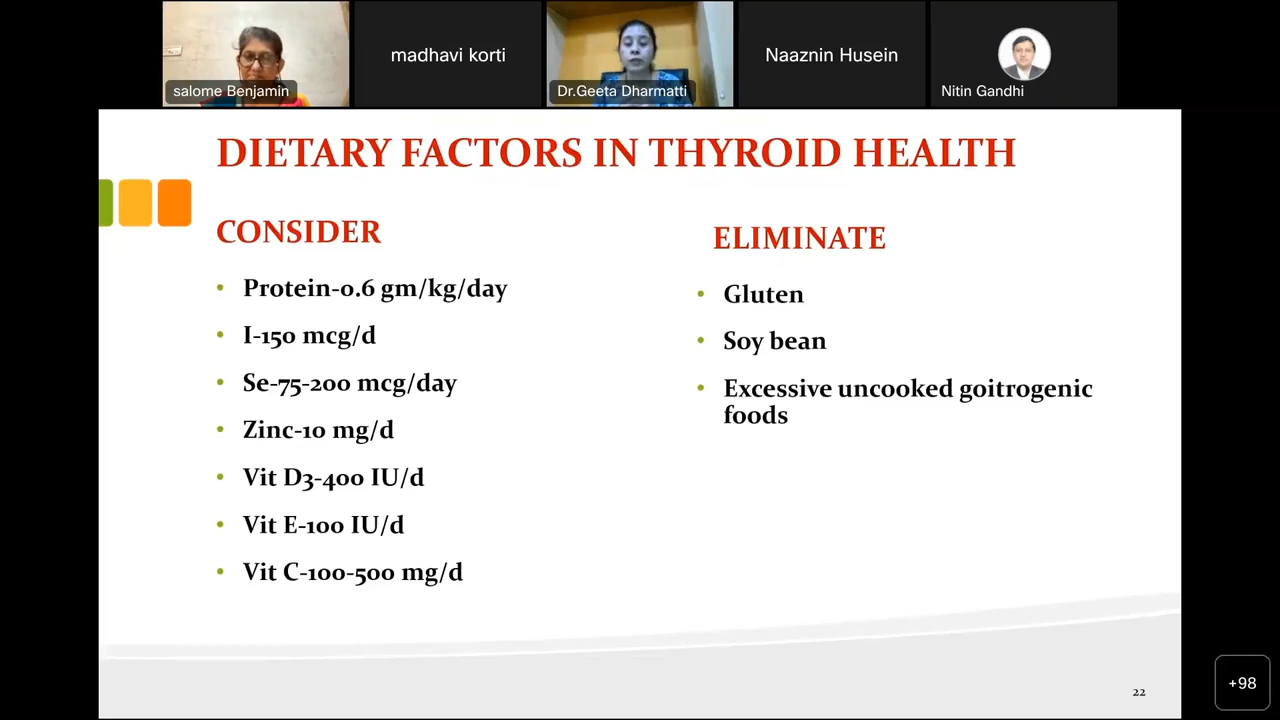 salome Benjamin
madhavi korti
Dr.Geeta Dharmatti
Naaznin Husein
Nitin Gandhi
DIETARY FACTORS IN THYROID HEALTH
CONSIDER
• Protein-0.6 gm/kg/day
• I-150 mcg/d
• Se-75-200 mcg/day
• Zinc-10 mg/d
• Vit D3-400 IU/d
• Vit E-100 IU/d
• Vit C-100-500 mg/d
ELIMINATE
• Gluten
• Soy bean
• Excessive uncooked goitrogenic
foods
22
+98